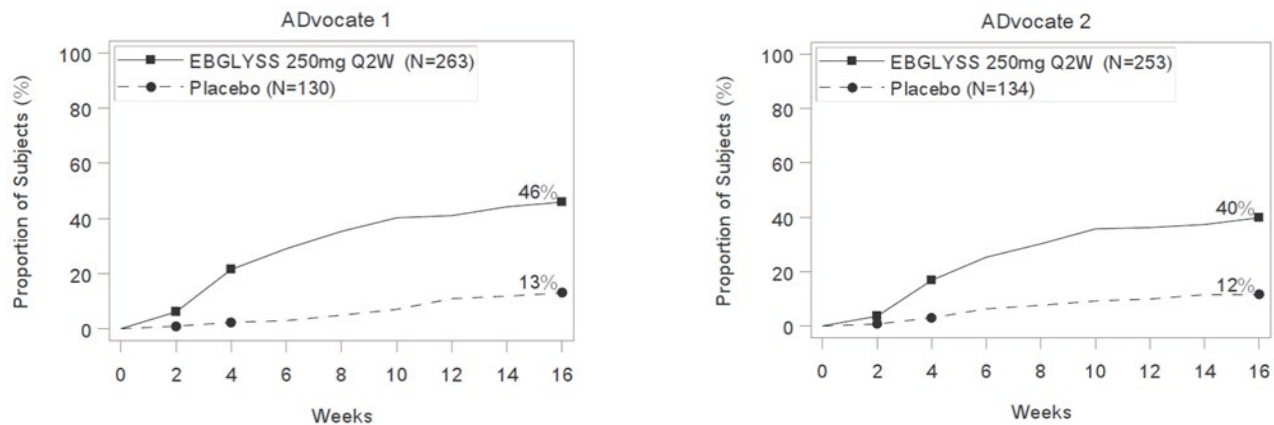 ADvocate 1
EBGLYSS 250mg Q2W (N=263)
Placebo (N=130)
Proportion of Subjects (%)
100
80
60
40
20
0
46%
13%
0 2 4 6 8 10 12 14 16
Weeks
ADvocate 2
EBGLYSS 250mg Q2W (N=253)
Placebo (N=134)
Proportion of Subjects (%)
100
80
60
40
20
0
40%
12%
0 2 4 6 8 10 12 14 16
Weeks